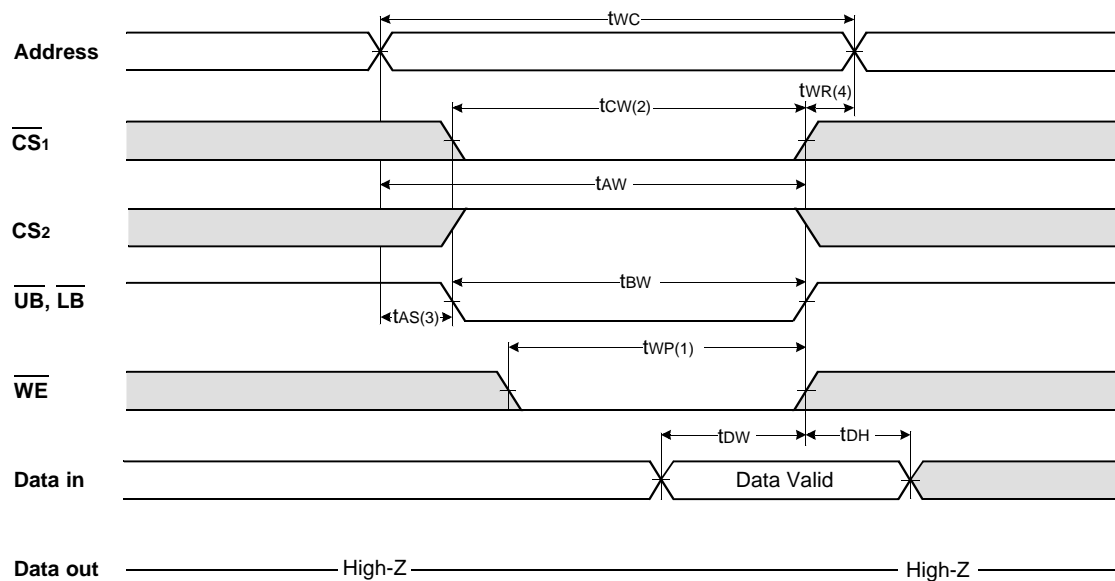 tWC
Address
tCW(2)
tWR(4)
CS1
tAW
CS2
tBW
UB, LB
tAS(3)
tWP(1)
WE
tDW
tDH
Data in
Data Valid
Data out
High-Z
High-Z